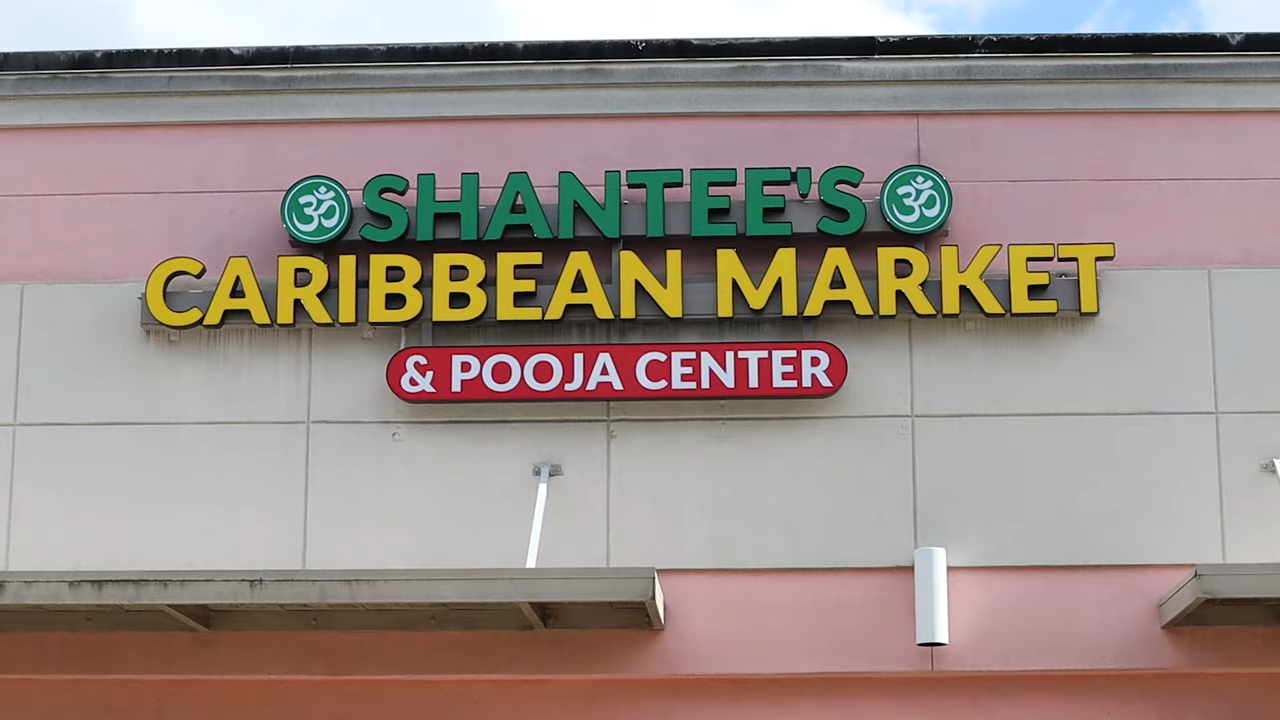 ॐ SHANTEE'S ॐ
CARIBBEAN MARKET
& POOJA CENTER